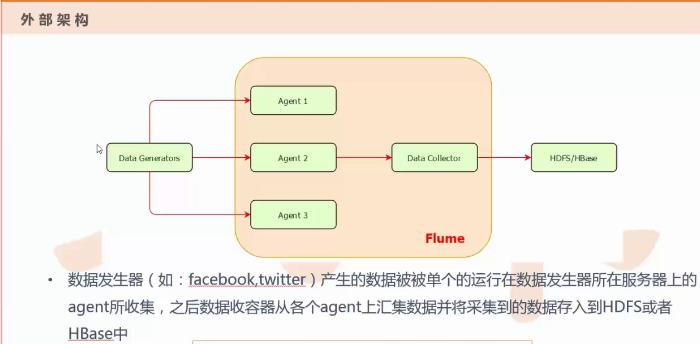 外部架构
Agent 1
Data Generators
Agent 2
Data Collector
HDFS/HBase
Agent 3
Flume
• 数据发生器（如：facebook,twitter）产生的数据被被单个的运行在数据发生器所在服务器上的
agent所收集，之后数据收容器从各个agent上汇集数据并将采集到的数据存入到HDFS或者
HBase中